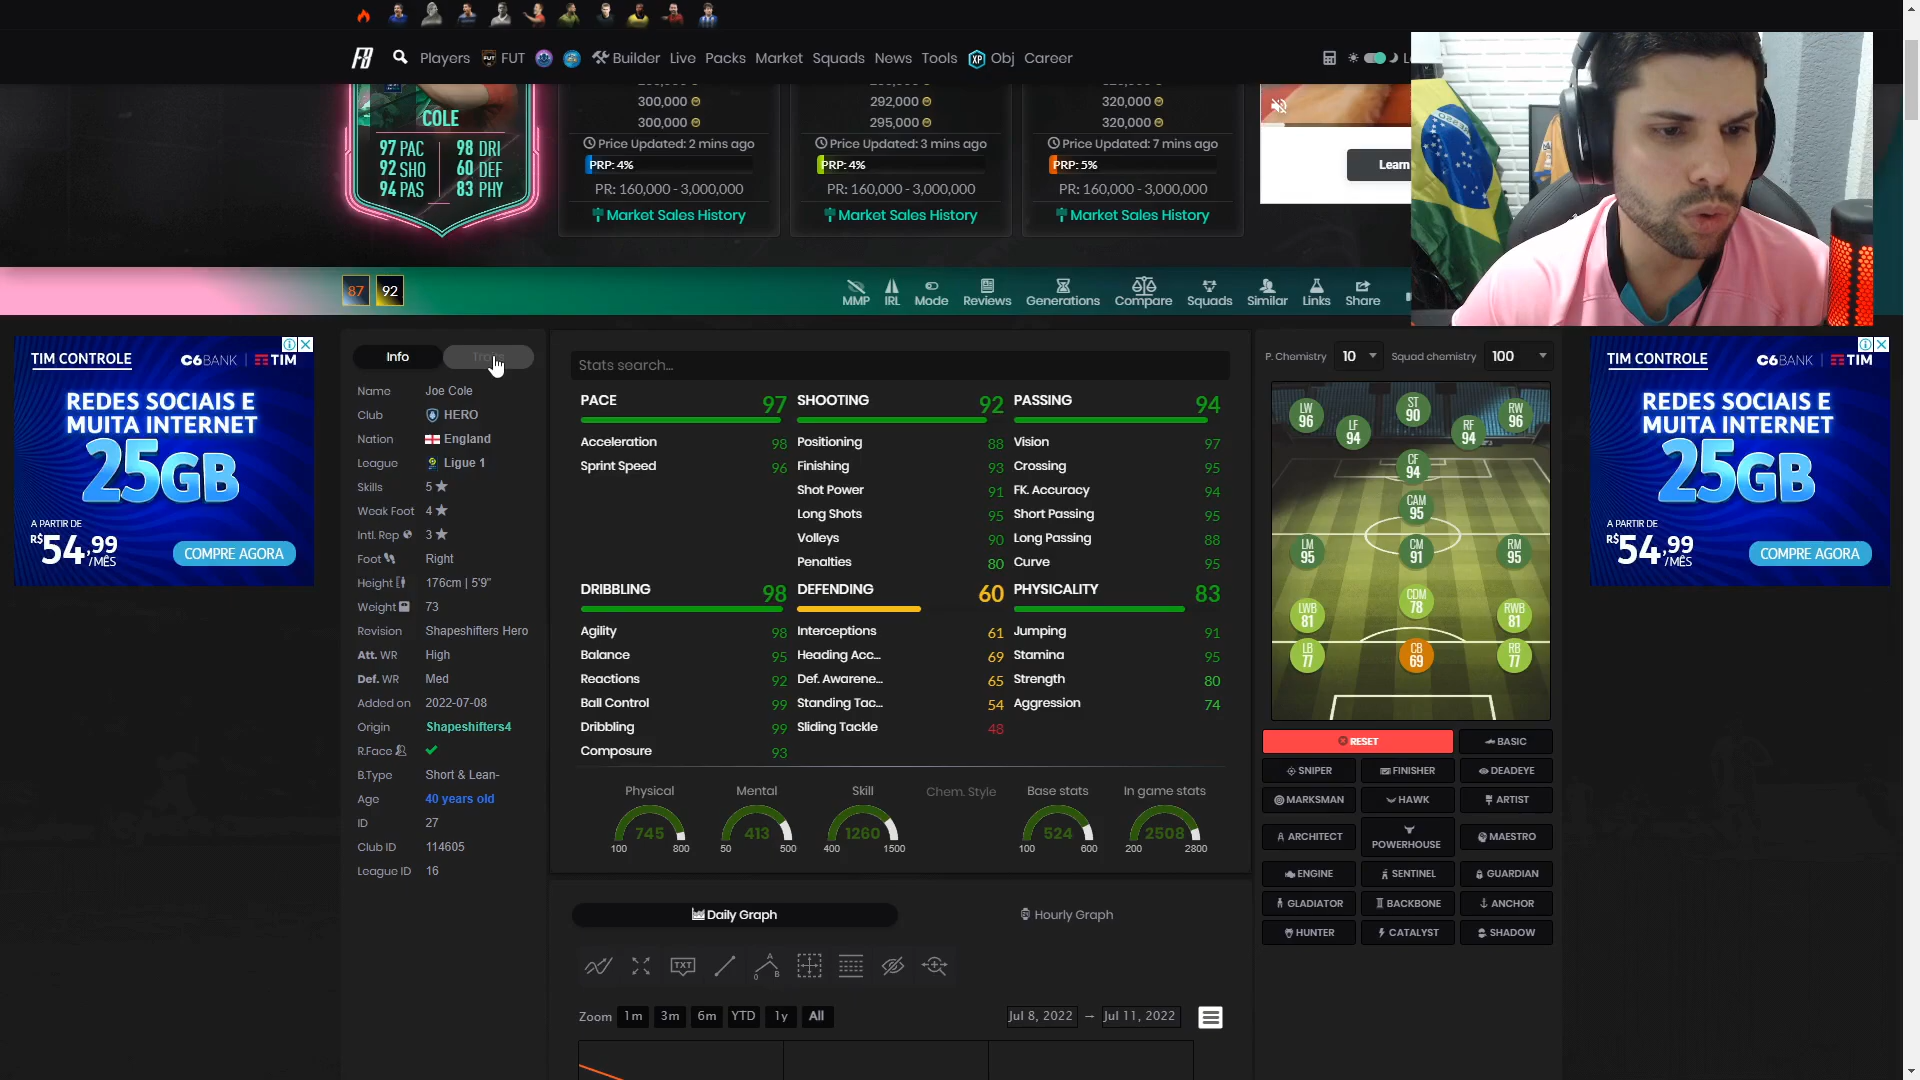 Players
FUT
Builder
Live
Packs
Market
Squads
News
Tools
XP Obj
Career
COLE
97 PAC 98 DRI
92 SHO 60 DEF
94 PAS 83 PHY
300,000
300,000
Price Updated: 2 mins ago
PRP: 4%
PR: 160,000 - 3,000,000
Market Sales History
292,000
295,000
Price Updated: 3 mins ago
PRP: 4%
PR: 160,000 - 3,000,000
Market Sales History
320,000
320,000
Price Updated: 7 mins ago
PRP: 5%
PR: 160,000 - 3,000,000
Market Sales History
Learn
87 92
MMP
IRL
Mode
Reviews
Generations
Compare
Squads
Similar
Links
Share
TIM CONTROLE C6BANK | TIM
REDES SOCIAIS E
MUITA INTERNET
25GB
A PARTIR DE
R$54,99
/MÊS
COMPRE AGORA
Info
Name Joe Cole
Club HERO
Nation England
League Ligue 1
Skills 5
Weak Foot 4
Intl. Rep 3
Foot Right
Height 176cm | 5'9"
Weight 73
Revision Shapeshifters Hero
Att. WR High
Def. WR Med
Added on 2022-07-08
Origin Shapeshifters4
R.Face
B.Type Short & Lean-
Age 40 years old
ID 27
Club ID 114605
League ID 16
Stats search...
PACE 97
Acceleration 98
Sprint Speed 96
SHOOTING 92
Positioning 88
Finishing 93
Shot Power 91
Long Shots 95
Volleys 90
Penalties 80
PASSING 94
Vision 97
Crossing 95
FK. Accuracy 94
Short Passing 95
Long Passing 88
Curve 95
DRIBBLING 98
Agility 98
Balance 95
Reactions 92
Ball Control 99
Dribbling 99
Composure 93
DEFENDING 60
Interceptions 61
Heading Acc... 69
Def. Awarene... 65
Standing Tac... 54
Sliding Tackle 48
PHYSICALITY 83
Jumping 91
Stamina 95
Strength 80
Aggression 74
Physical
745
100 800
Mental
413
50 500
Skill
1260
400 1500
Chem. Style
Base stats
524
100 600
In game stats
2508
200 2800
Daily Graph
Hourly Graph
TXT
Zoom 1m 3m 6m YTD 1y All
Jul 8, 2022 → Jul 11, 2022
P. Chemistry 10
Squad chemistry 100
LW
96
LF
94
ST
90
RF
94
RW
96
CF
94
CAM
95
LM
95
CM
91
RM
95
CDM
78
LWB
81
RWB
81
LB
77
CB
69
RB
77
RESET
BASIC
SNIPER
FINISHER
DEADEYE
MARKSMAN
HAWK
ARTIST
ARCHITECT
POWERHOUSE
MAESTRO
ENGINE
SENTINEL
GUARDIAN
GLADIATOR
BACKBONE
ANCHOR
HUNTER
CATALYST
SHADOW
TIM CONTROLE C6BANK | TIM
REDES SOCIAIS E
MUITA INTERNET
25GB
A PARTIR DE
R$54,99
/MÊS
COMPRE AGORA